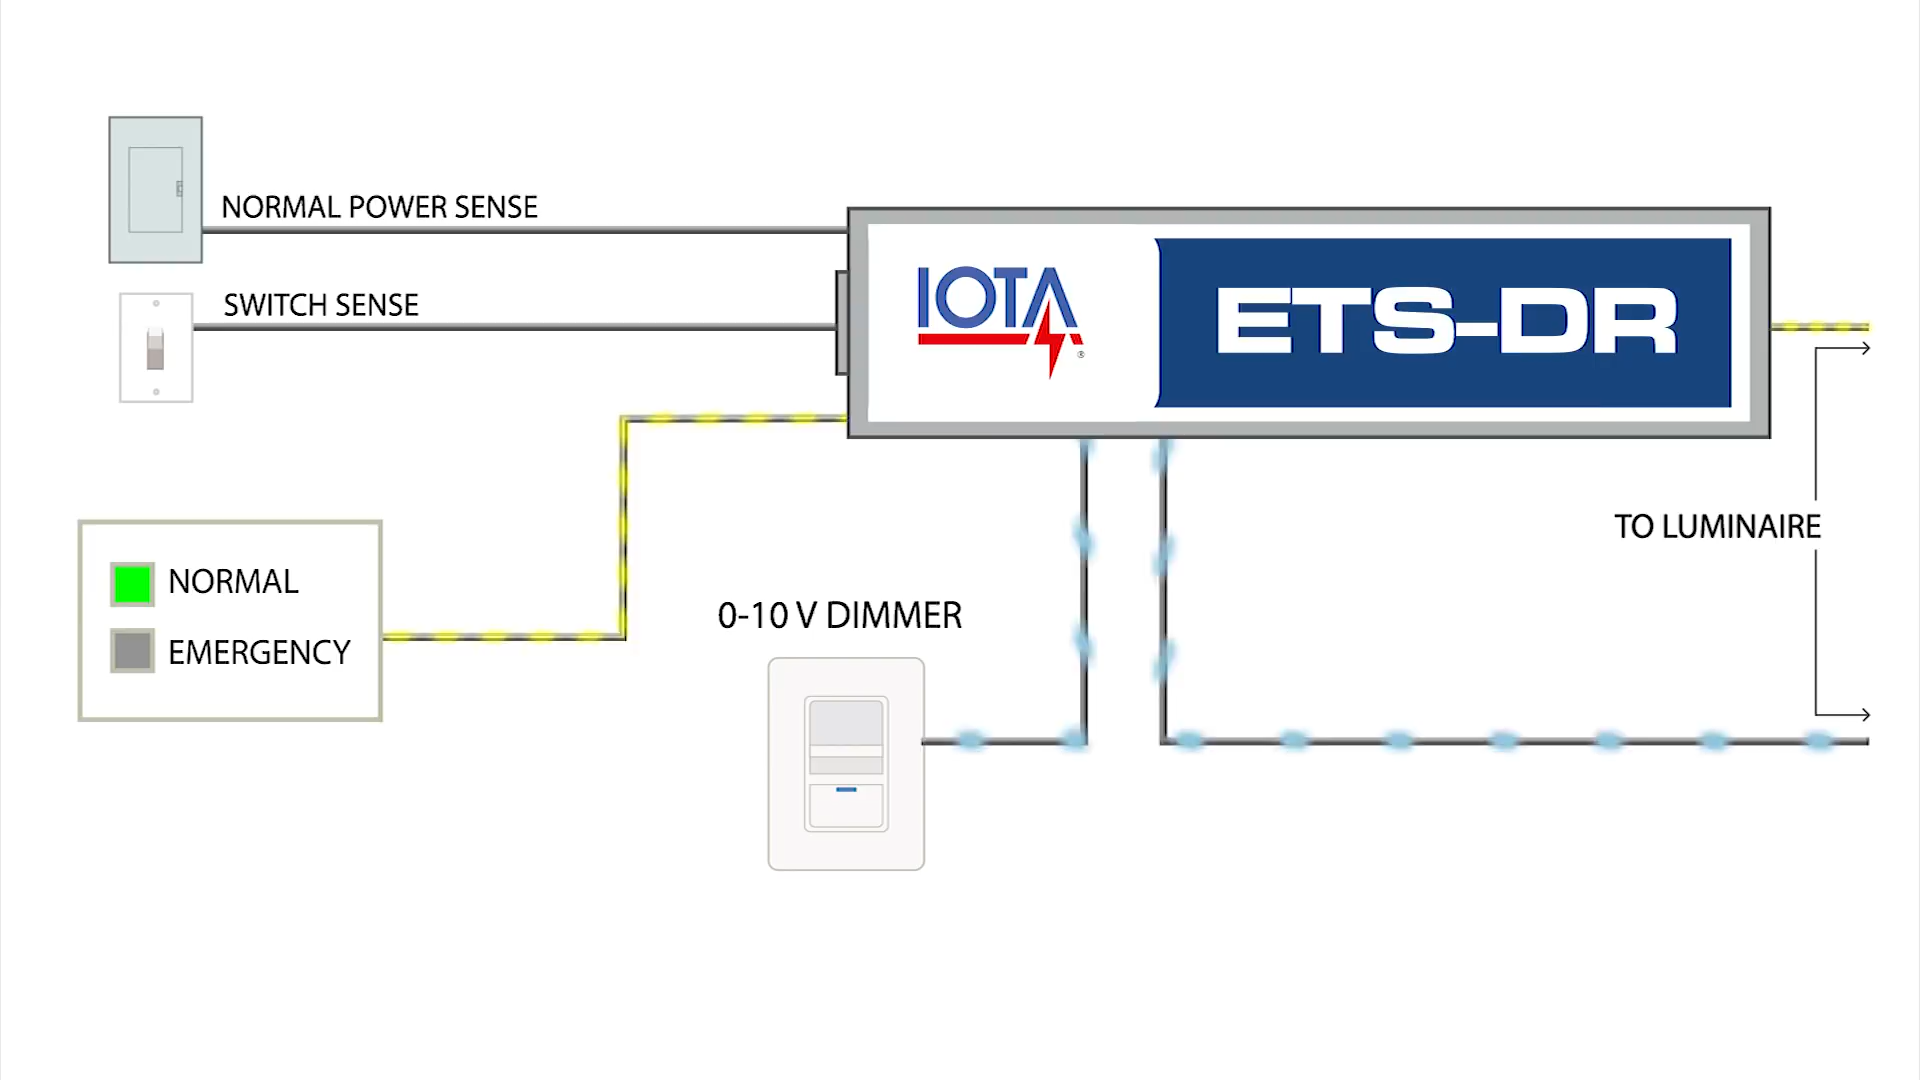 NORMAL POWER SENSE
SWITCH SENSE
IOTA®
ETS-DR
TO LUMINAIRE
NORMAL
EMERGENCY
0-10 V DIMMER